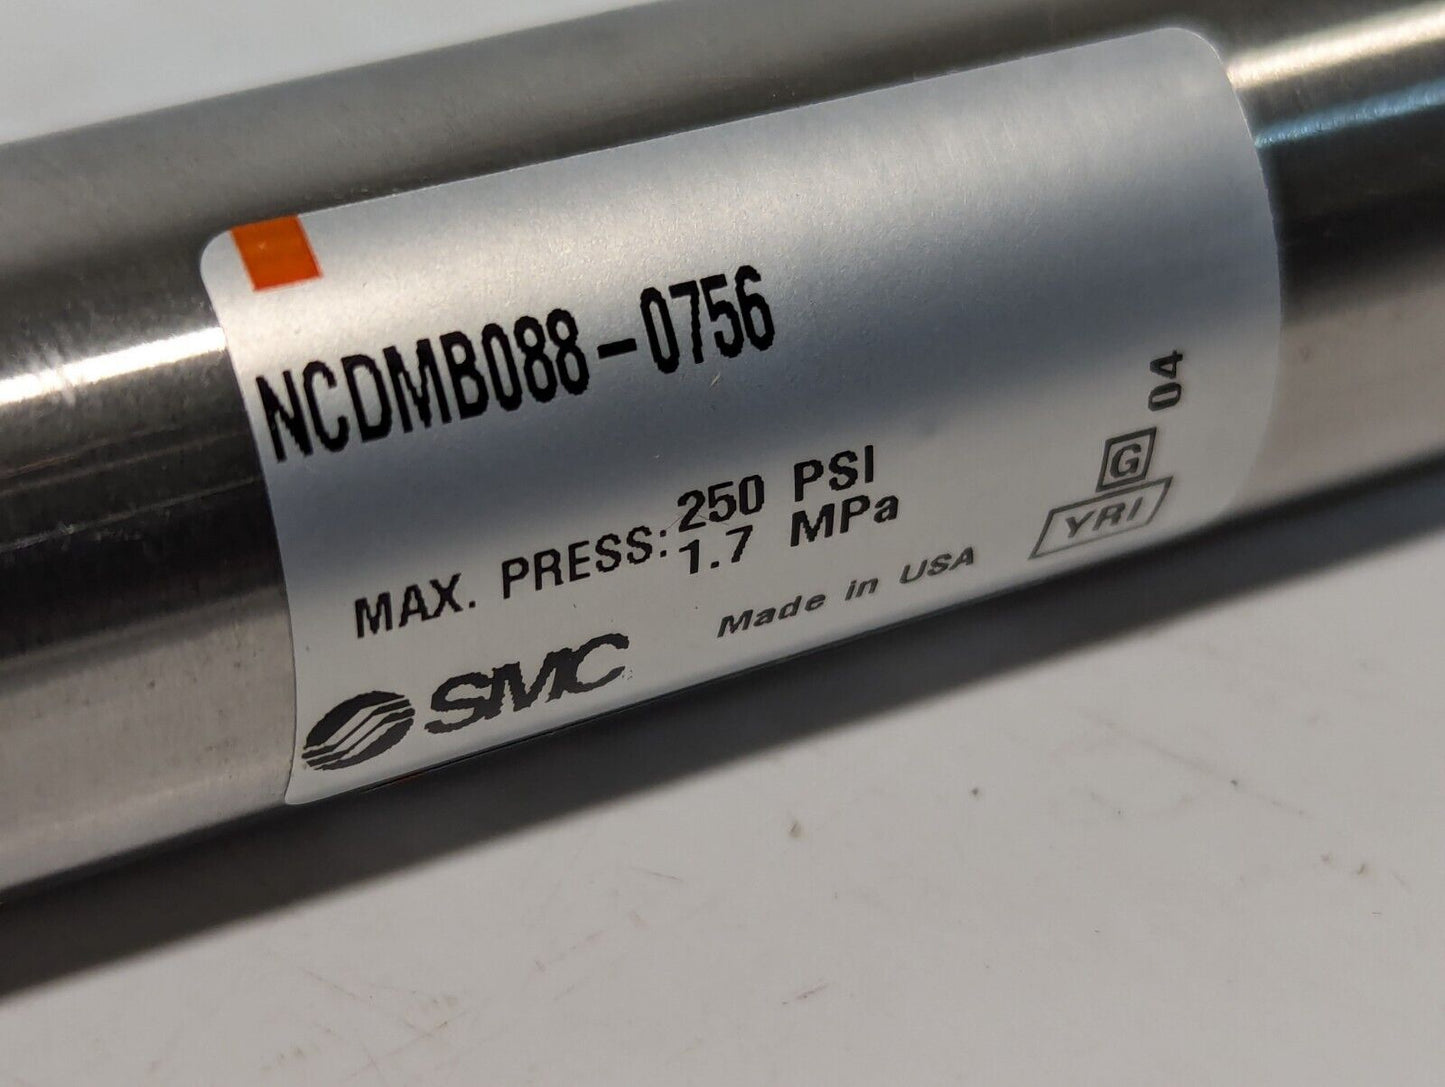 NCDMB088-0756
MAX. PRESS: 250 PSI
1.7 MPa
SMC
Made in USA
YRI
G
04